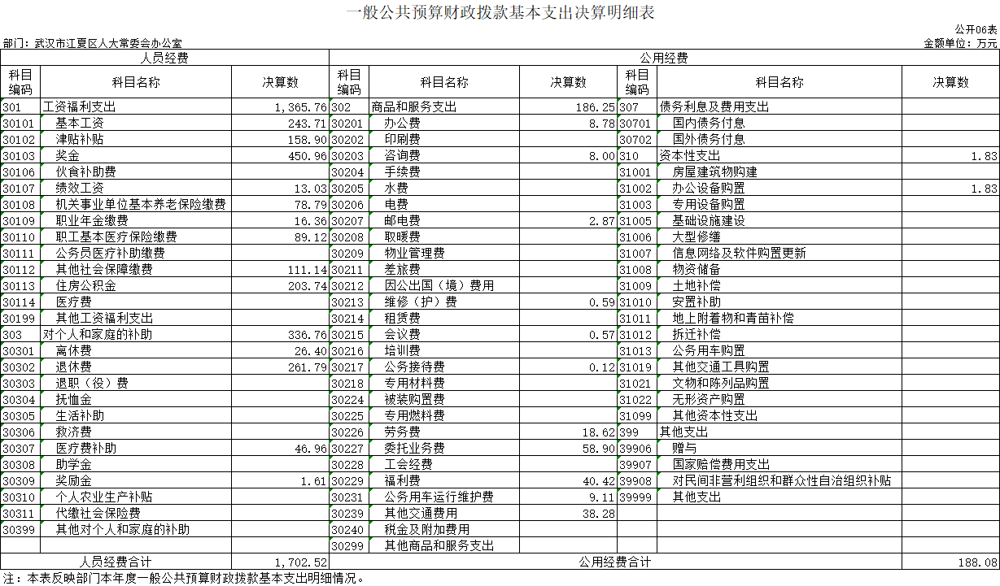 一般公共预算财政拨款基本支出决算明细表
公开06表
部门：武汉市江夏区人大常委会办公室 金额单位：万元
人员经费 公用经费
科目编码 科目名称 决算数 科目编码 科目名称 决算数 科目编码 科目名称 决算数
301 工资福利支出 1,365.76 302 商品和服务支出 186.25 307 债务利息及费用支出
30101 基本工资 243.71 30201 办公费 8.78 30701 国内债务付息
30102 津贴补贴 158.90 30202 印刷费 30702 国外债务付息
30103 奖金 450.96 30203 咨询费 8.00 310 资本性支出 1.83
30106 伙食补助费 30204 手续费 31001 房屋建筑物购建
30107 绩效工资 13.03 30205 水费 31002 办公设备购置 1.83
30108 机关事业单位基本养老保险缴费 78.79 30206 电费 31003 专用设备购置
30109 职业年金缴费 16.36 30207 邮电费 2.87 31005 基础设施建设
30110 职工基本医疗保险缴费 89.12 30208 取暖费 31006 大型修缮
30111 公务员医疗补助缴费 30209 物业管理费 31007 信息网络及软件购置更新
30112 其他社会保障缴费 111.14 30211 差旅费 31008 物资储备
30113 住房公积金 203.74 30212 因公出国（境）费用 31009 土地补偿
30114 医疗费 30213 维修（护）费 0.59 31010 安置补助
30199 其他工资福利支出 30214 租赁费 31011 地上附着物和青苗补偿
303 对个人和家庭的补助 336.76 30215 会议费 0.57 31012 拆迁补偿
30301 离休费 26.40 30216 培训费 31013 公务用车购置
30302 退休费 261.79 30217 公务接待费 0.12 31019 其他交通工具购置
30303 退职（役）费 30218 专用材料费 31021 文物和陈列品购置
30304 抚恤金 30224 被装购置费 31022 无形资产购置
30305 生活补助 30225 专用燃料费 31099 其他资本性支出
30306 救济费 30226 劳务费 18.62 399 其他支出
30307 医疗费补助 46.96 30227 委托业务费 58.90 39906 赠与
30308 助学金 30228 工会经费 39907 国家赔偿费用支出
30309 奖励金 1.61 30229 福利费 40.42 39908 对民间非营利组织和群众性自治组织补贴
30310 个人农业生产补贴 30231 公务用车运行维护费 9.11 39999 其他支出
30311 代缴社会保险费 30239 其他交通费用 38.28
30399 其他对个人和家庭的补助 30240 税金及附加费用
30299 其他商品和服务支出
人员经费合计 1,702.52 公用经费合计 188.08
注：本表反映部门本年度一般公共预算财政拨款基本支出明细情况。